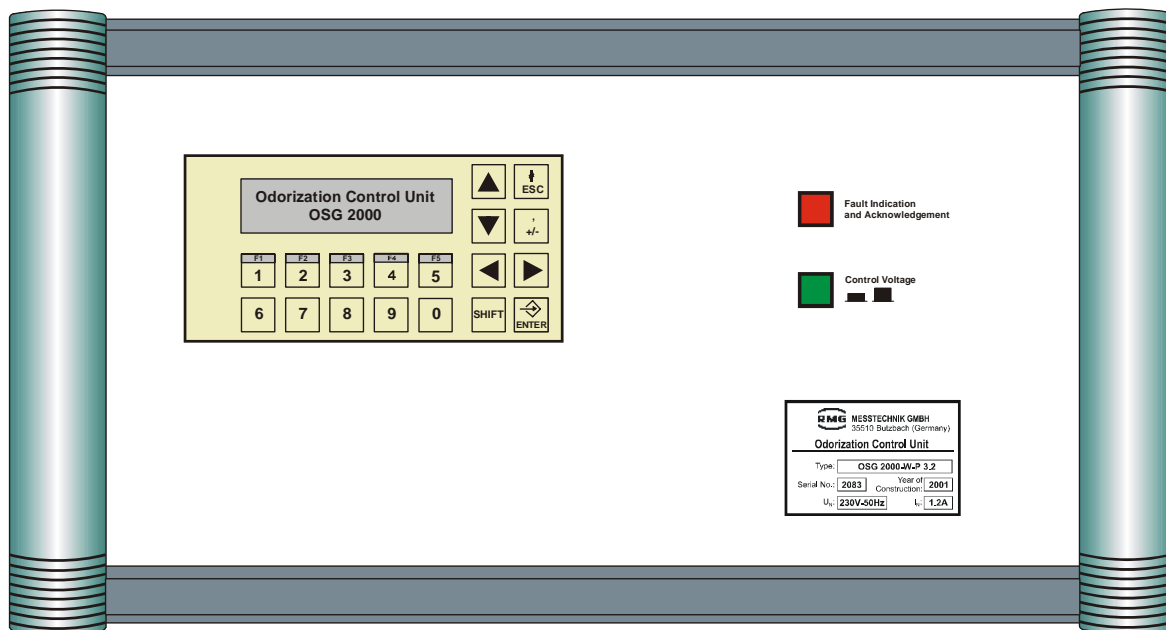 Odorization Control Unit
OSG 2000
ESC
,
+/-
F1 F2 F3 F4 F5
1 2 3 4 5
6 7 8 9 0
SHIFT
ENTER
Fault Indication
and Acknowledgement
Control Voltage
RMG MESSTECHNIK GMBH
35510 Butzbach (Germany)
Odorization Control Unit
Type: OSG 2000-W-P 3.2
Serial No.: 2083 Year of Construction: 2001
UN: 230V-50Hz IN: 1.2A